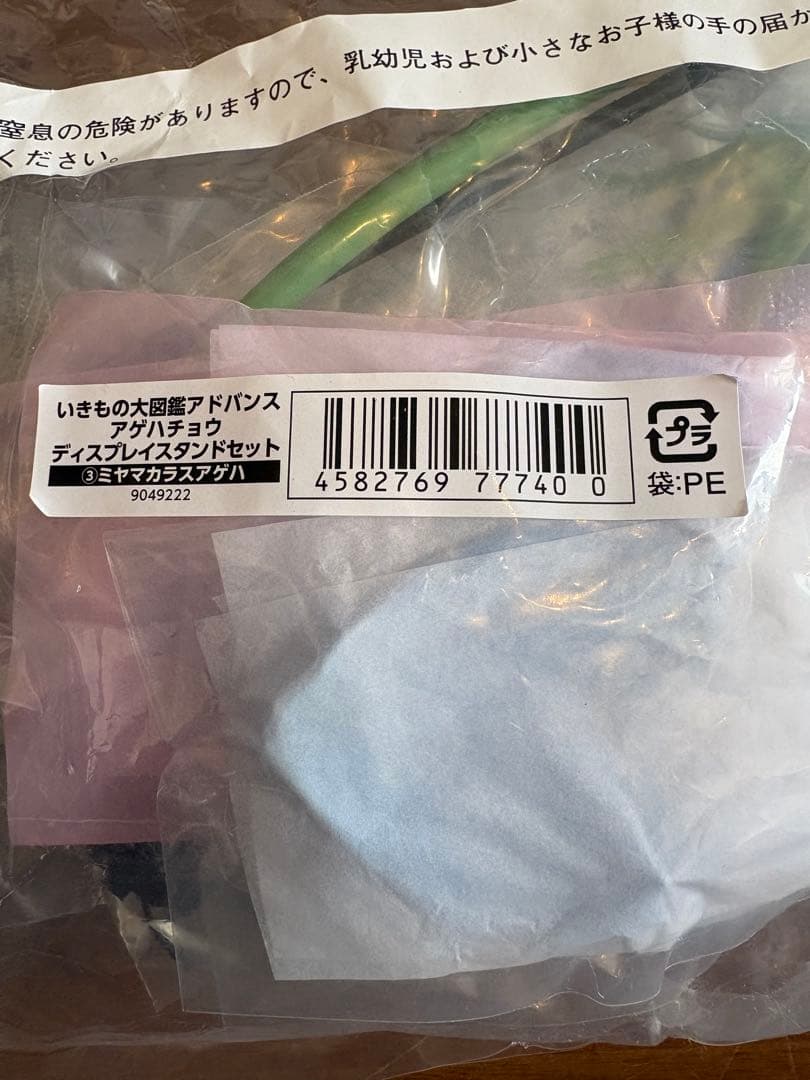 窒息の危険がありますので、乳幼児および小さなお子様の手の届か
ください。
いきもの大図鑑アドバンス
アゲハチョウ
ディスプレイスタンドセット
③ミヤマカラスアゲハ
9049222
4582769 77740 0
プラ
袋:PE